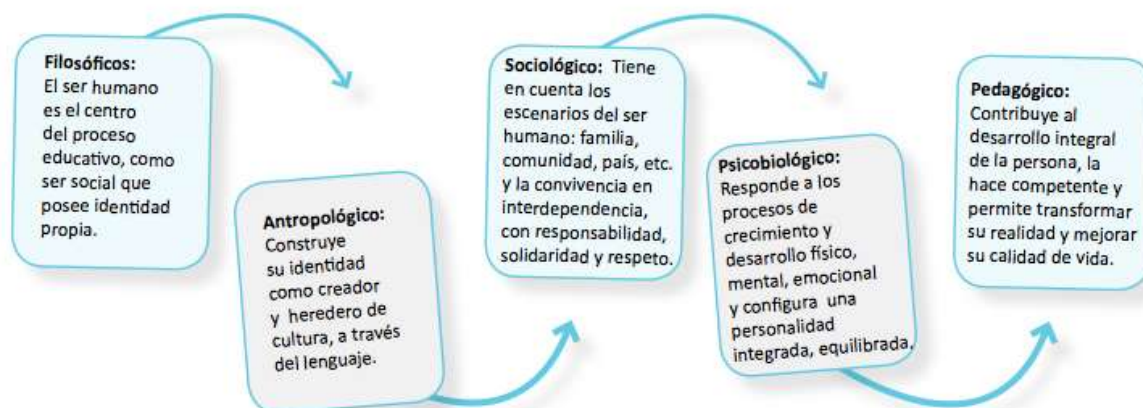 Filosóficos:
El ser humano
es el centro
del proceso
educativo, como
ser social que
posee identidad
propia.
Antropológico:
Construye
su identidad
como creador
y heredero de
cultura, a través
del lenguaje.
Sociológico: Tiene
en cuenta los
escenarios del ser
humano: familia,
comunidad, país, etc.
y la convivencia en
interdependencia,
con responsabilidad,
solidaridad y respeto.
Psicobiológico:
Responde a los
procesos de
crecimiento y
desarrollo físico,
mental, emocional
y configura una
personalidad
integrada, equilibrada,
Pedagógico:
Contribuye al
desarrollo integral
de la persona, la
hace competente y
permite transformar
su realidad y mejorar
su calidad de vida.